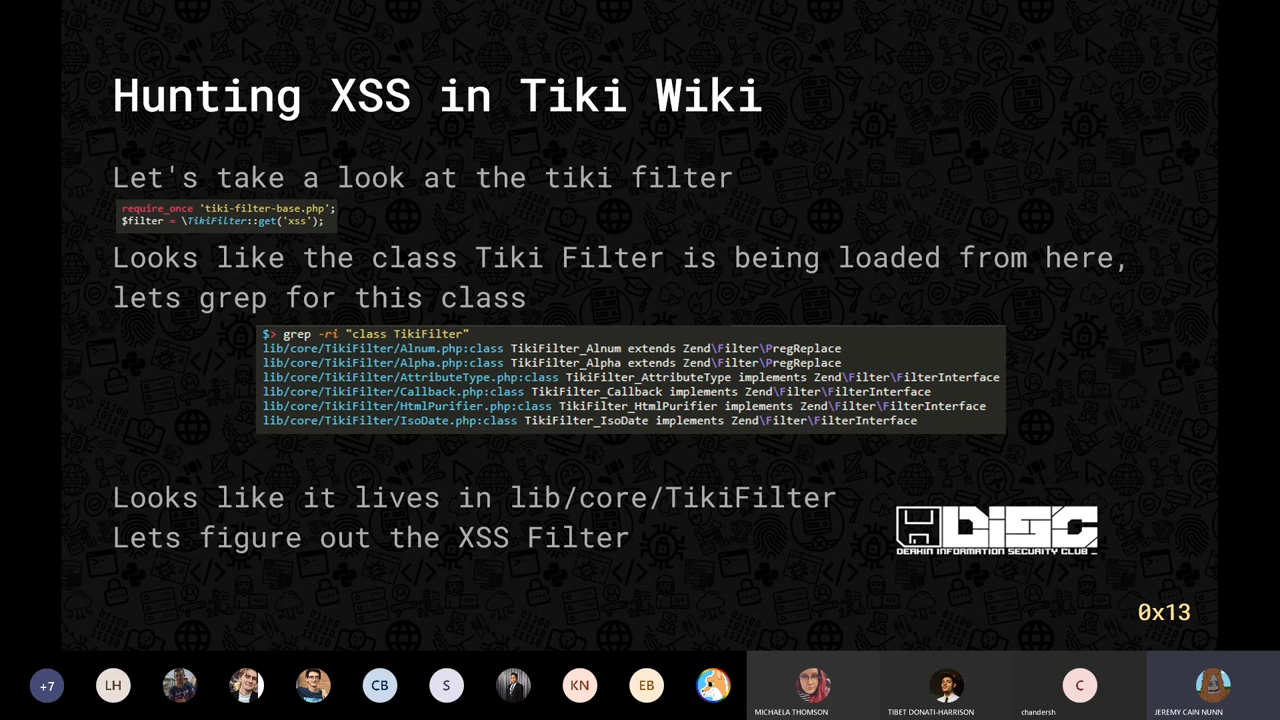 Hunting XSS in Tiki Wiki
Let's take a look at the tiki filter
require_once 'tiki-filter-base.php';
$filter = \TikiFilter::get('xss');
Looks like the class Tiki Filter is being loaded from here,
lets grep for this class
$> grep -ri "class TikiFilter"
lib/core/TikiFilter/Alnum.php:class TikiFilter_Alnum extends Zend\Filter\PregReplace
lib/core/TikiFilter/Alpha.php:class TikiFilter_Alpha extends Zend\Filter\PregReplace
lib/core/TikiFilter/AttributeType.php:class TikiFilter_AttributeType implements Zend\Filter\FilterInterface
lib/core/TikiFilter/Callback.php:class TikiFilter_Callback implements Zend\Filter\FilterInterface
lib/core/TikiFilter/HtmlPurifier.php:class TikiFilter_HtmlPurifier implements Zend\Filter\FilterInterface
lib/core/TikiFilter/IsoDate.php:class TikiFilter_IsoDate implements Zend\Filter\FilterInterface
Looks like it lives in lib/core/TikiFilter
Lets figure out the XSS Filter
DISC
DEAKIN INFORMATION SECURITY CLUB _
0x13
+7 LH CB S KN EB C
MICHAELA THOMSON TIBET DONATI-HARRISON chandersh JEREMY CAIN NUNN